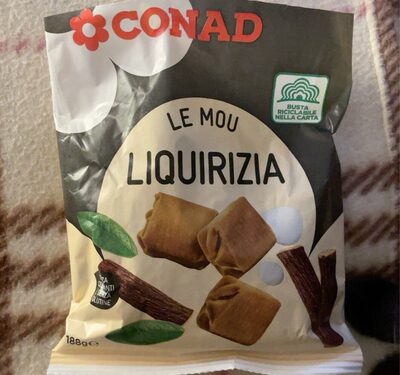 CONAD
BUSTA
RICICLABILE
NELLA CARTA
LE MOU
LIQUIRIZIA
188g℮